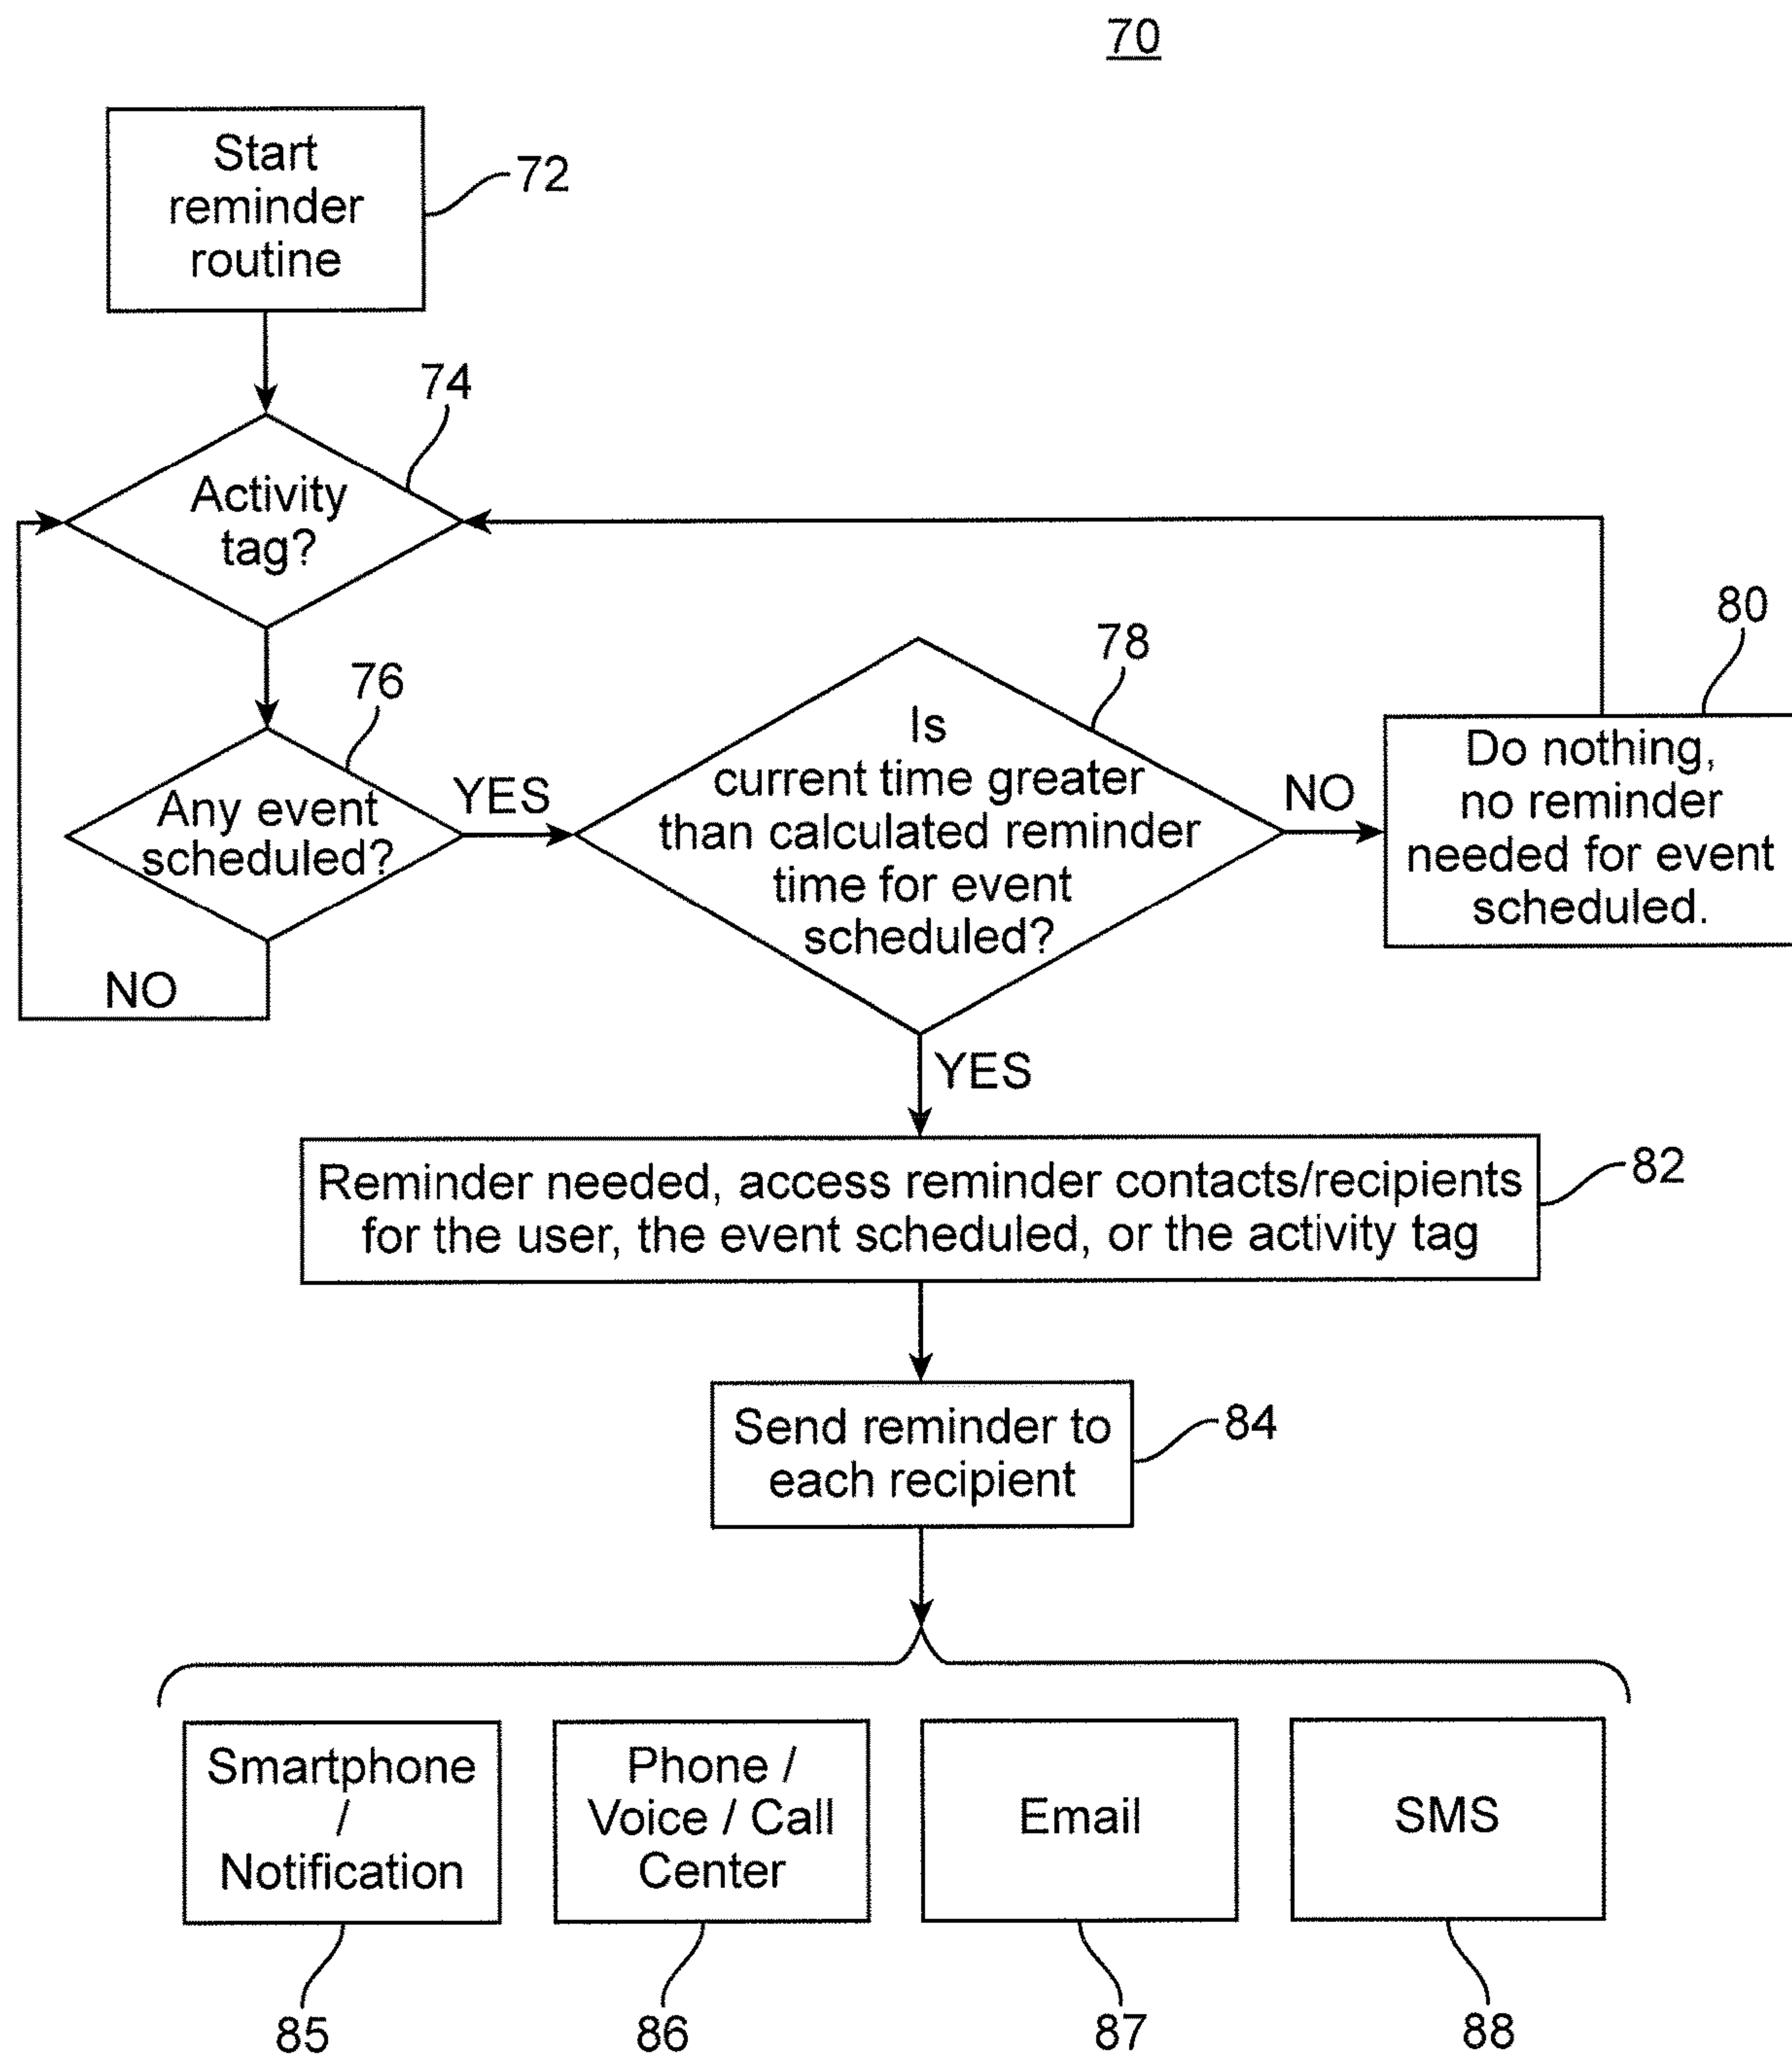 70
Start
reminder
routine
72
74
Activity
tag?
76
Any event
scheduled?
YES
NO
78
Is
current time greater
than calculated reminder
time for event
scheduled?
NO
80
Do nothing,
no reminder
needed for event
scheduled.
YES
Reminder needed, access reminder contacts/recipients
for the user, the event scheduled, or the activity tag
82
Send reminder to
each recipient
84
Smartphone
/
Notification
Phone /
Voice / Call
Center
Email
SMS
85
86
87
88